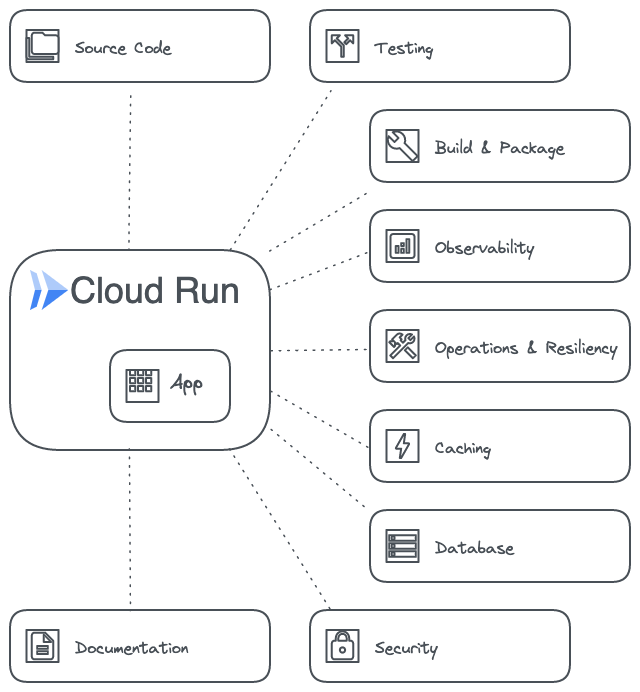 Source Code
Testing
Build & Package
Observability
Cloud Run
App
Operations & Resiliency
Caching
Database
Documentation
Security